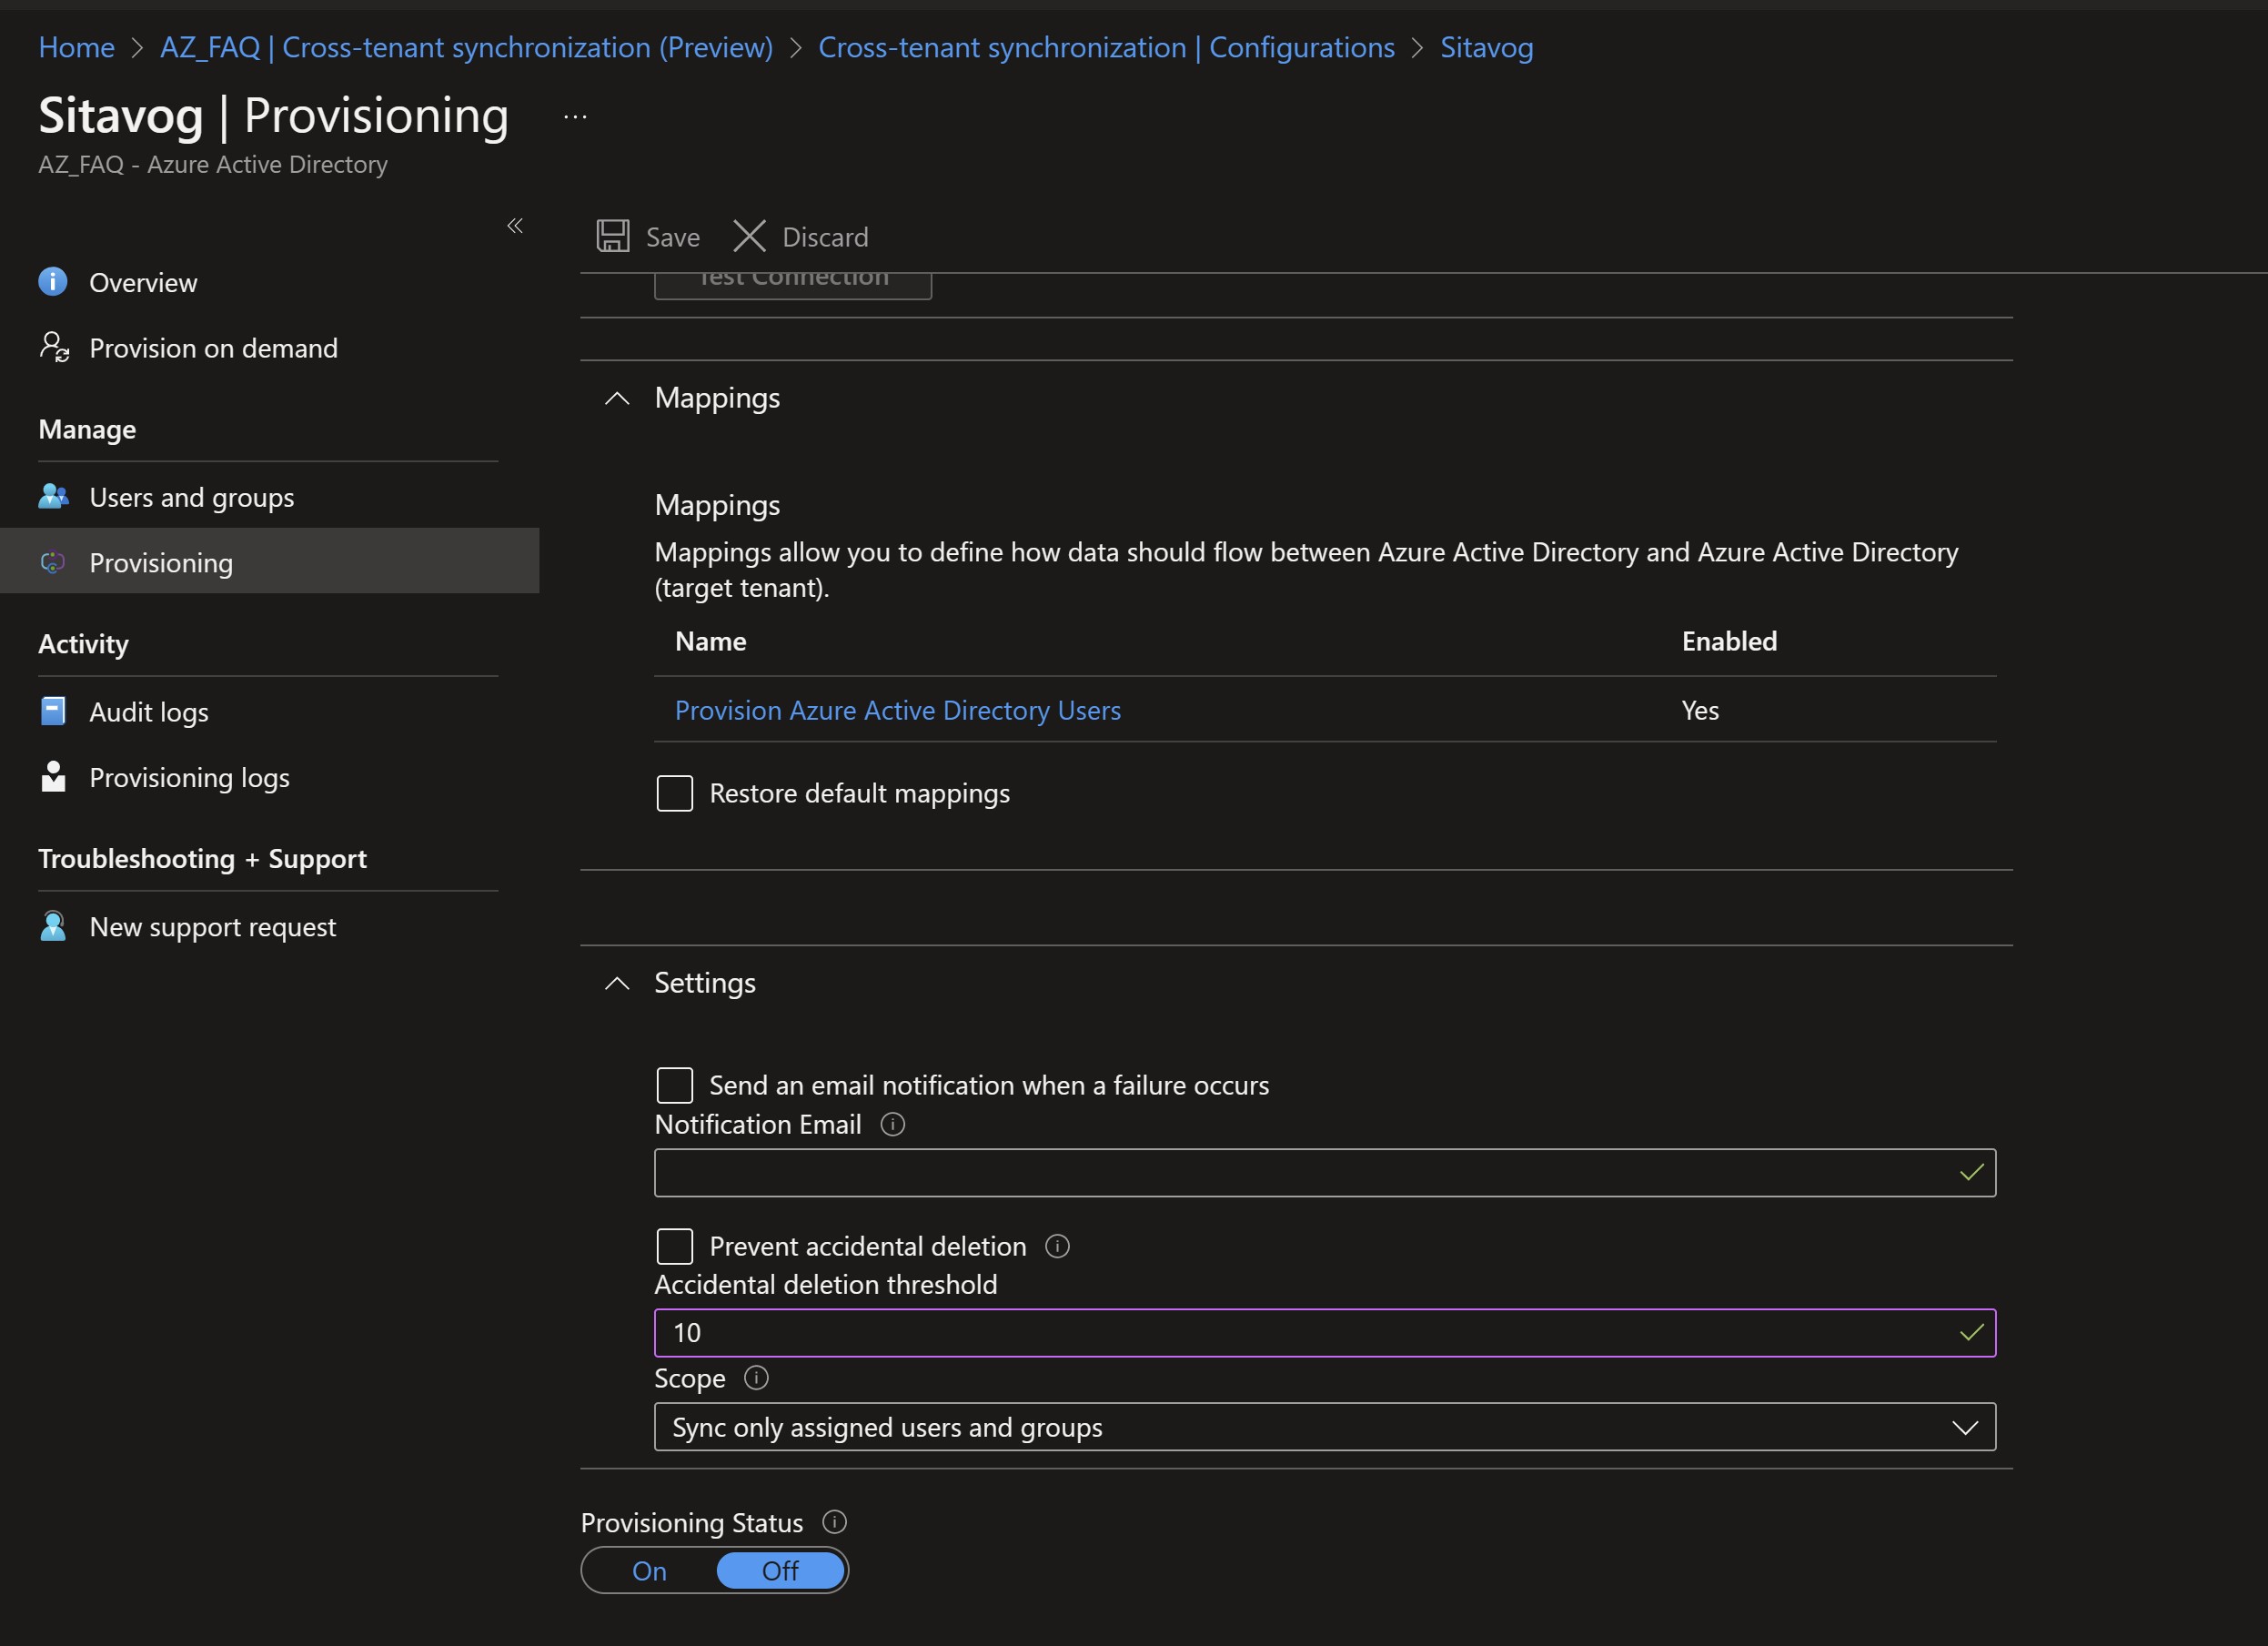 Home > AZ_FAQ | Cross-tenant synchronization (Preview) > Cross-tenant synchronization | Configurations > Sitavog
Sitavog | Provisioning ...
AZ_FAQ - Azure Active Directory
Overview
Provision on demand
Manage
Users and groups
Provisioning
Activity
Audit logs
Provisioning logs
Troubleshooting + Support
New support request
Save Discard
Test Connection
Mappings
Mappings
Mappings allow you to define how data should flow between Azure Active Directory and Azure Active Directory
(target tenant).
Name Enabled
Provision Azure Active Directory Users Yes
Restore default mappings
Settings
Send an email notification when a failure occurs
Notification Email
Prevent accidental deletion
Accidental deletion threshold
10
Scope
Sync only assigned users and groups
Provisioning Status
On Off